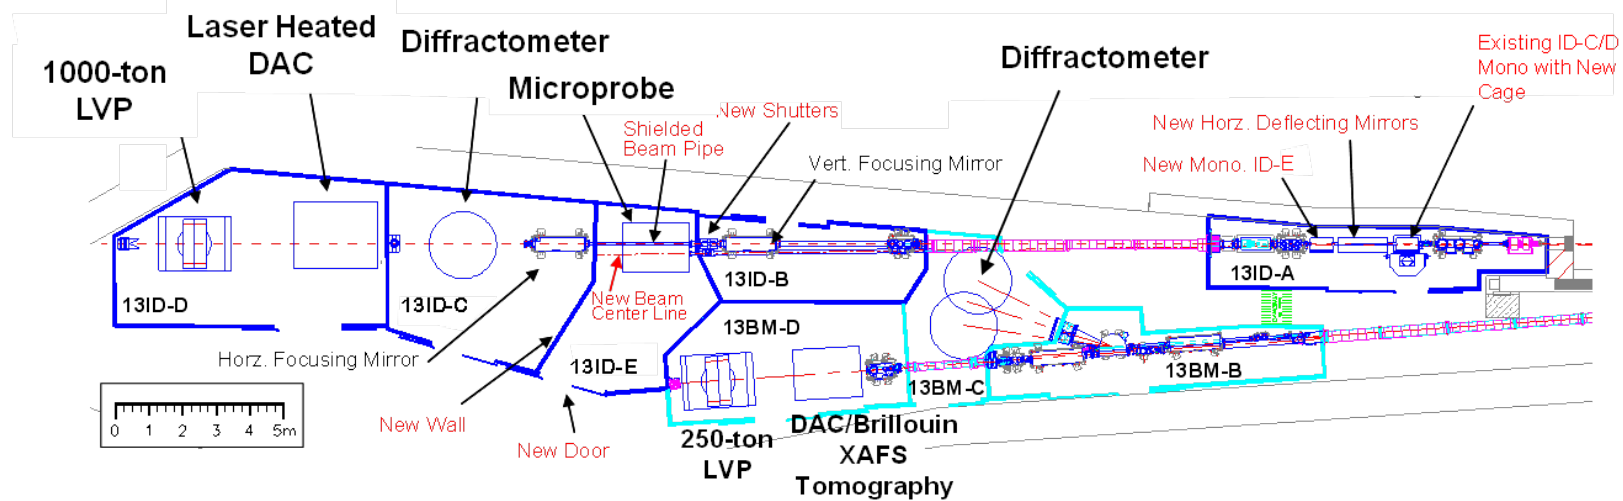 1000-ton
LVP
Laser Heated
DAC
Diffractometer
Microprobe
New Shutters
Shielded
Beam Pipe
Vert. Focusing Mirror
Diffractometer
Existing ID-C/D
Mono with New
Cage
New Horz. Deflecting Mirrors
New Mono. ID-E
13ID-D
13ID-C
New Beam
Center Line
13ID-B
13ID-A
13BM-D
Horz. Focusing Mirror
13ID-E
13BM-C
13BM-B
0 1 2 3 4 5m
New Wall
New Door
250-ton
LVP
DAC/Brillouin
XAFS
Tomography